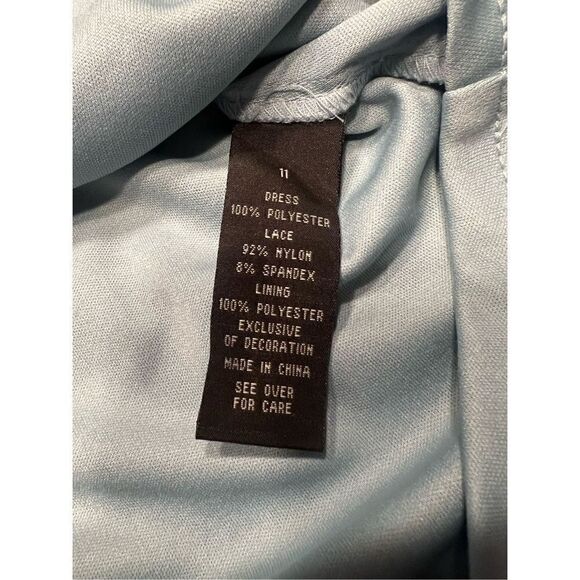 11
DRESS
100% POLYESTER
LACE
92% NYLON
8% SPANDEX
LINING
100% POLYESTER
EXCLUSIVE
OF DECORATION
MADE IN CHINA
SEE OVER
FOR CARE